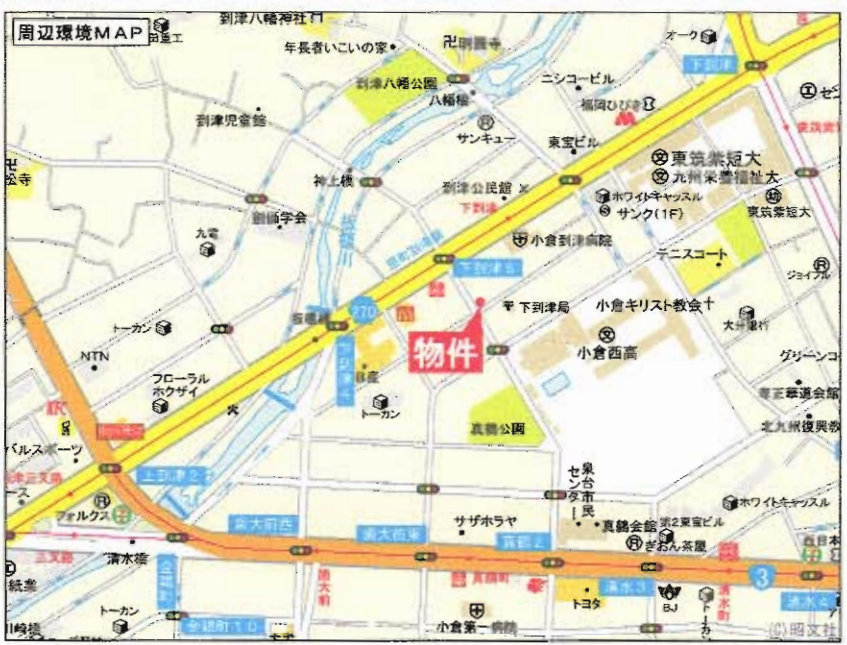 周辺環境MAP
到津八幡神社
年長者いこいの家
オーク
下到津
到津八幡公園
八幡橋
ニシコービル
福岡ひびき
到津児童館
サンキュー
東宝ビル
東筑紫短大
九州栄養福祉大
神上橋
到津公民館
ホワイトキャッスル
下到津
サンク(1F)
東筑紫短大
創価学会
九電
小倉到津病院
テニスコート
下到津5
ジョイフル
270
下到津局
小倉キリスト教会
トーカン
物件
小倉西高
NTN
グリーンコ
フローラル
ホクザイ
トーカン
真鶴公園
バルスポーツ
上到津2
泉台市民
センター
フォルクス
ホワイトキャッスル
サザホラヤ
真鶴会館
第2東宝ビル
ぎおん茶屋
真鶴2
清水橋
3
清水3
トヨタ
BJ
トーカン
小倉第一病院
清水町
清水4
(C)昭文社